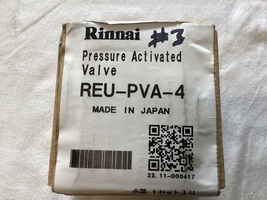 Rinnai #3
Pressure Activated
Valve
REU-PVA-4
MADE IN JAPAN
22.11-000417